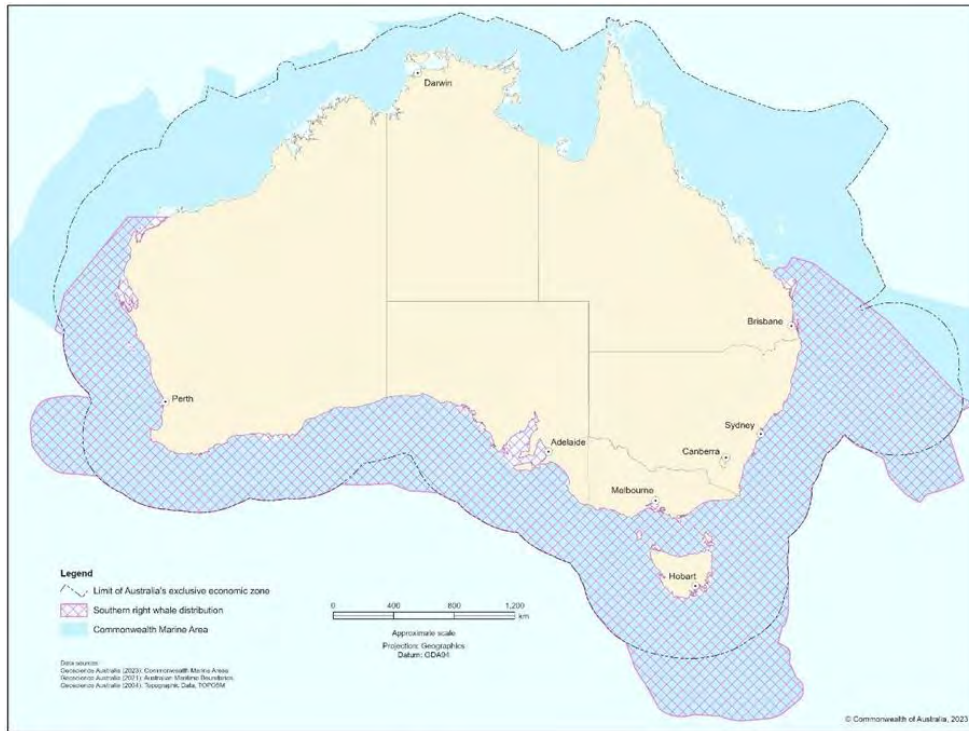 Darwin
Brisbane
Perth
Sydney
Adelaide
Canberra
Melbourne
Hobart
Legend
Limit of Australia's exclusive economic zone
Southern right whale distribution
Commonwealth Marine Area
0 400 800 1,200
km
Approximate scale
Projection: Geographics
Datum: GDA94
Data sources:
Geoscience Australia (2023), Commonwealth Marine Areas
Geoscience Australia (2021), Australian Maritime Boundaries
Geoscience Australia (2004), Topographic Data, TOPO5M
© Commonwealth of Australia, 2023